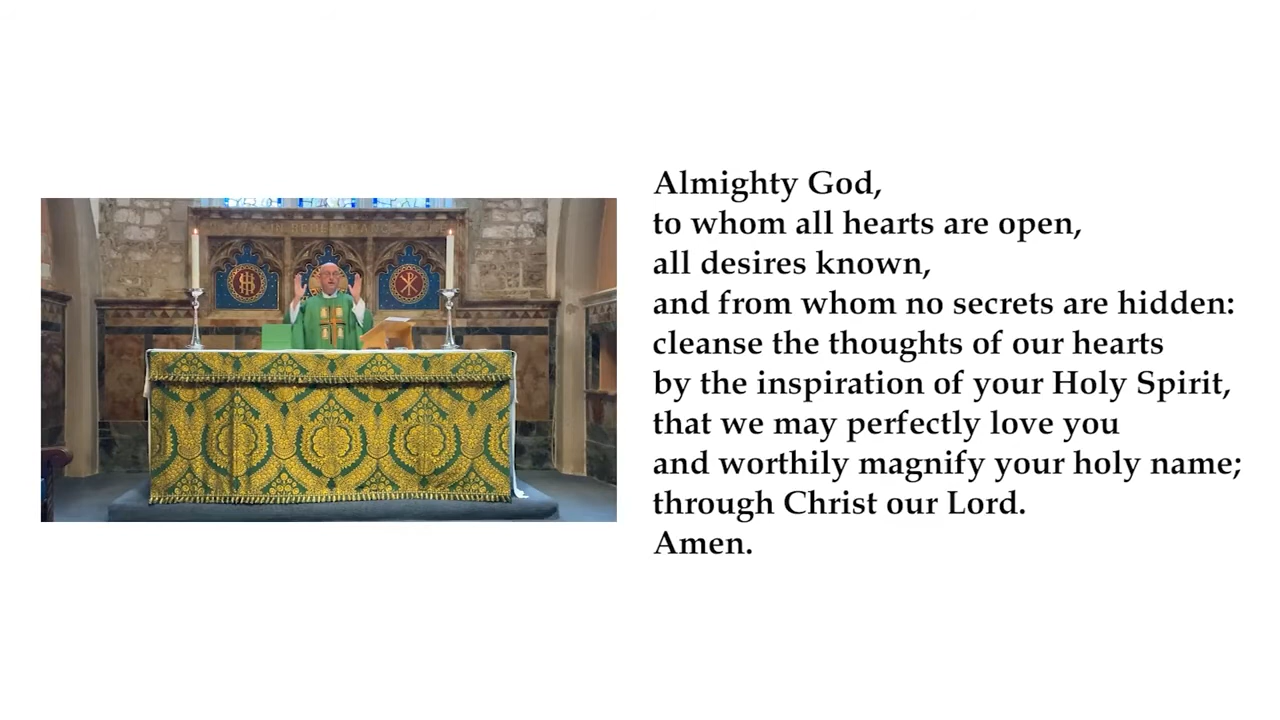 IN REMEMBRANCE
Almighty God,
to whom all hearts are open,
all desires known,
and from whom no secrets are hidden:
cleanse the thoughts of our hearts
by the inspiration of your Holy Spirit,
that we may perfectly love you
and worthily magnify your holy name;
through Christ our Lord.
Amen.